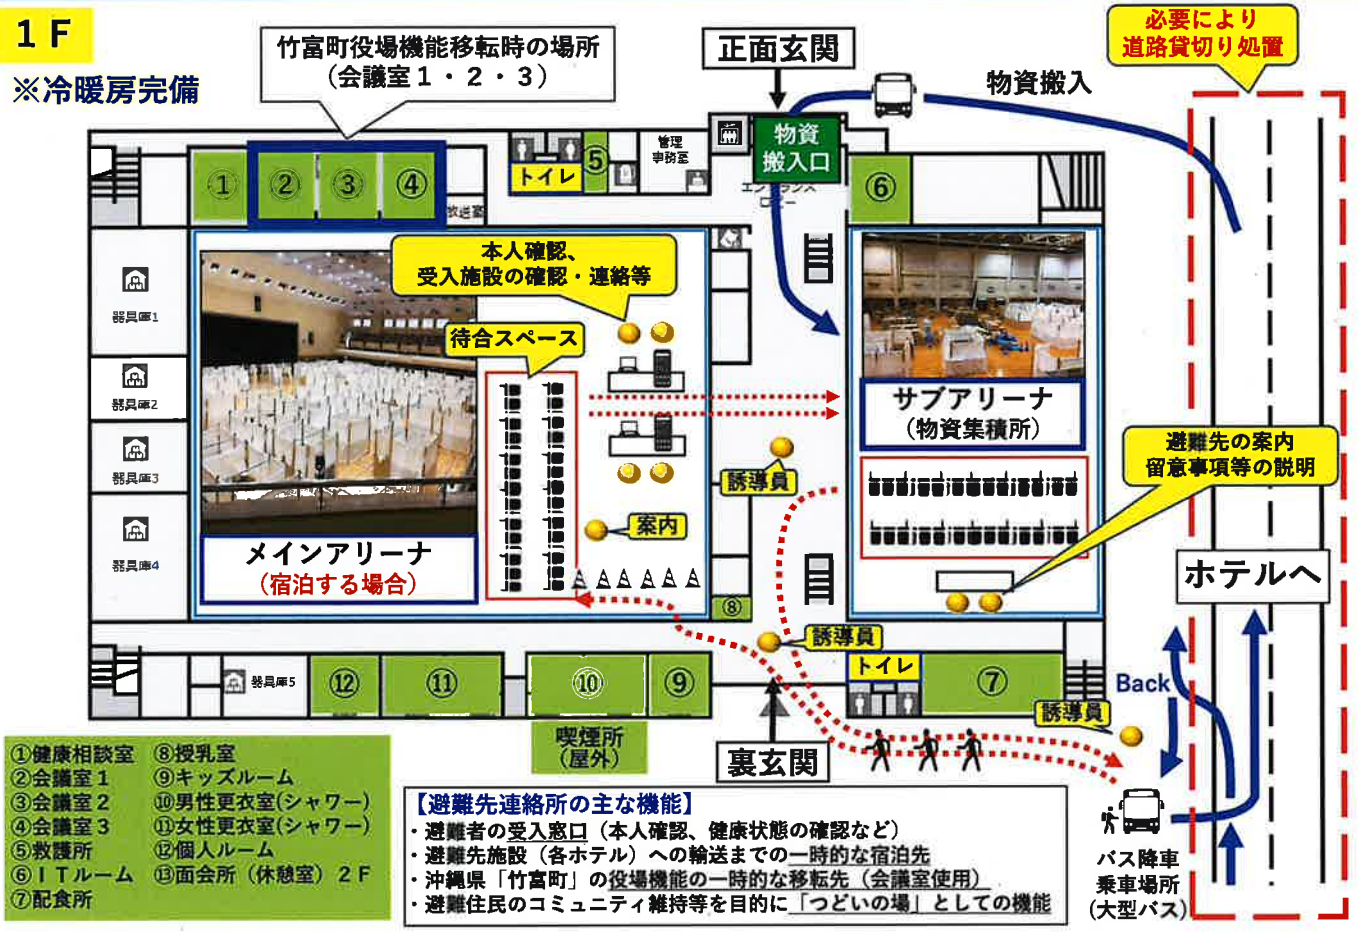 1F
※冷暖房完備
竹富町役場機能移転時の場所
（会議室１・２・３）
正面玄関
物資搬入
必要により
道路貸切り処置
物資
搬入口
管理
事務室
トイレ
エントランス
ロビー
放送室
①
②
③
④
⑤
⑥
器具庫1
器具庫2
器具庫3
器具庫4
本人確認、
受入施設の確認・連絡等
待合スペース
案内
メインアリーナ
（宿泊する場合）
誘導員
サブアリーナ
（物資集積所）
避難先の案内
留意事項等の説明
ホテルへ
⑧
誘導員
トイレ
⑦
器具庫5
⑫
⑪
⑩
⑨
喫煙所
（屋外）
裏玄関
Back
誘導員
バス降車
乗車場所
(大型バス)
①健康相談室
②会議室１
③会議室２
④会議室３
⑤救護所
⑥ＩＴルーム
⑦配食所
⑧授乳室
⑨キッズルーム
⑩男性更衣室(シャワー)
⑪女性更衣室(シャワー)
⑫個人ルーム
⑬面会所（休憩室）２Ｆ
【避難先連絡所の主な機能】
・避難者の受入窓口（本人確認、健康状態の確認など）
・避難先施設（各ホテル）への輸送までの一時的な宿泊先
・沖縄県「竹富町」の役場機能の一時的な移転先（会議室使用）
・避難住民のコミュニティ維持等を目的に「つどいの場」としての機能